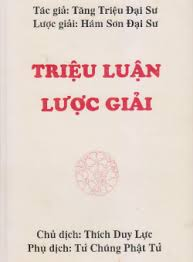 Tác giả: Tăng Triệu Đại Sư
Lược giải: Hám Sơn Đại Sư
TRIỆU LUẬN
LƯỢC GIẢI
Chủ dịch: Thích Duy Lực
Phụ dịch: Tứ Chúng Phật Tử